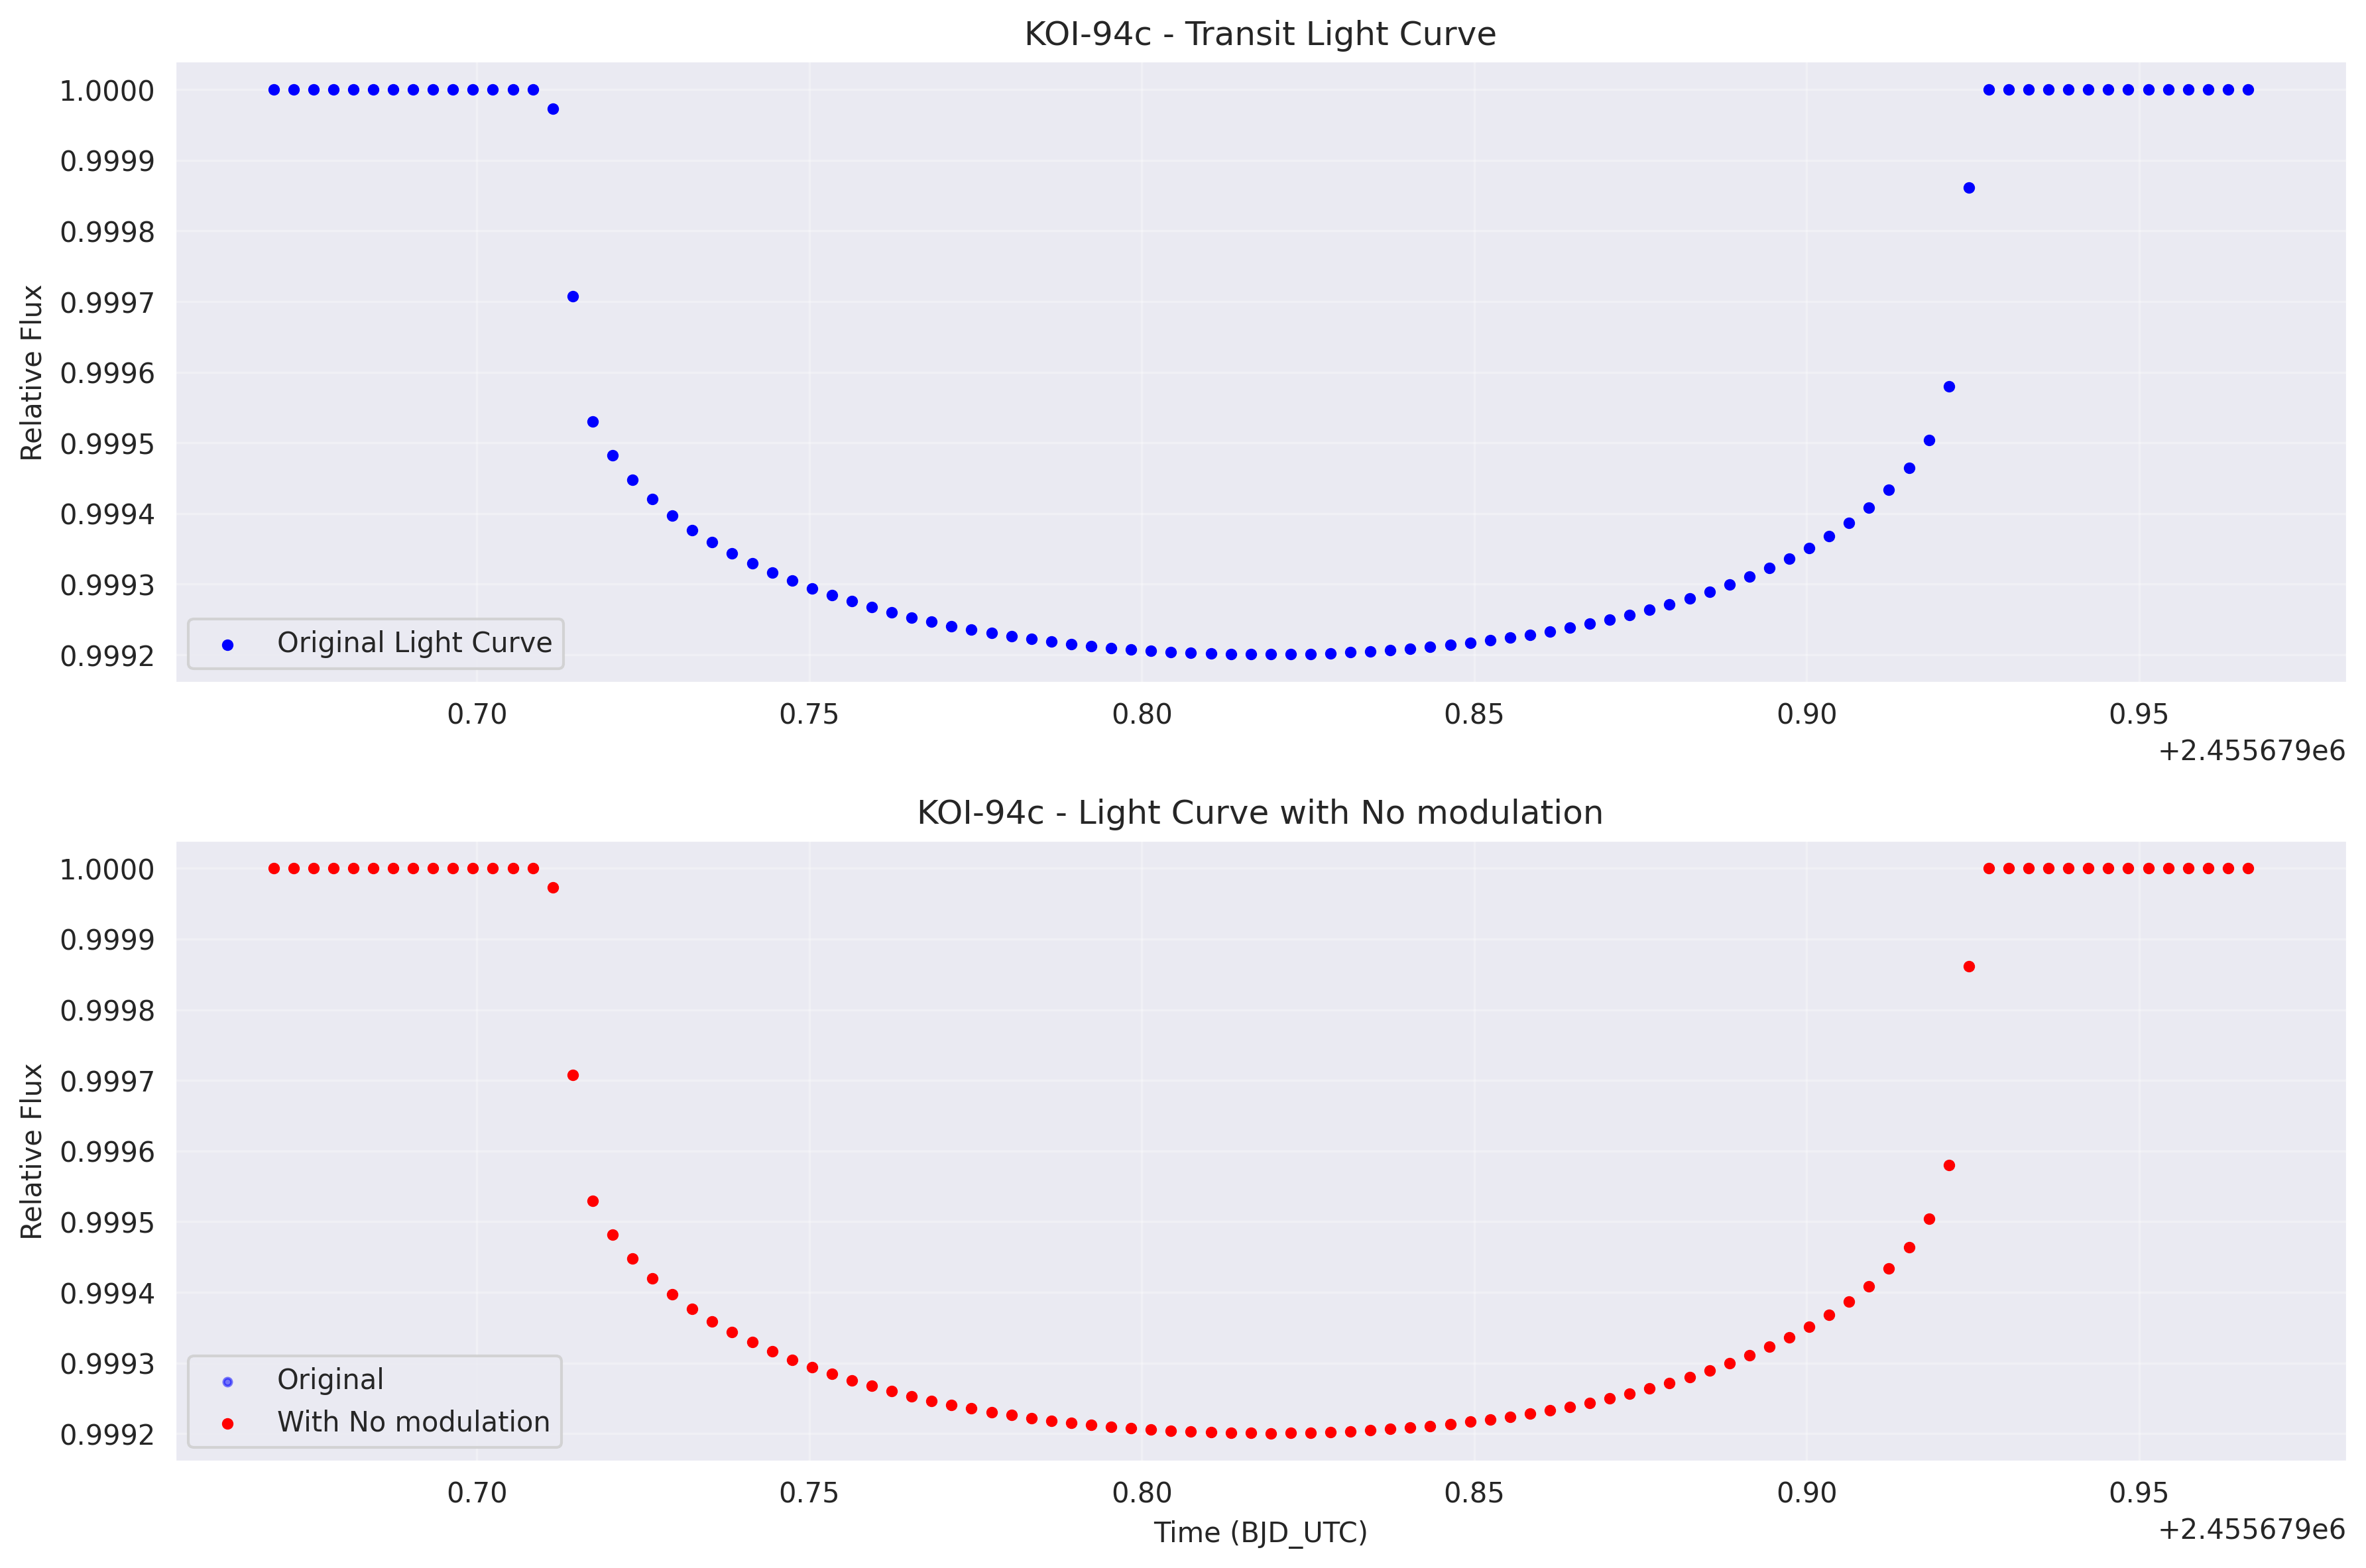 KOI-94c - Transit Light Curve
Relative Flux
1.0000
0.9999
0.9998
0.9997
0.9996
0.9995
0.9994
0.9993
0.9992
Original Light Curve
0.70 0.75 0.80 0.85 0.90 0.95
+2.455679e6
KOI-94c - Light Curve with No modulation
Relative Flux
1.0000
0.9999
0.9998
0.9997
0.9996
0.9995
0.9994
0.9993
0.9992
Original
With No modulation
0.70 0.75 0.80 0.85 0.90 0.95
Time (BJD_UTC)
+2.455679e6